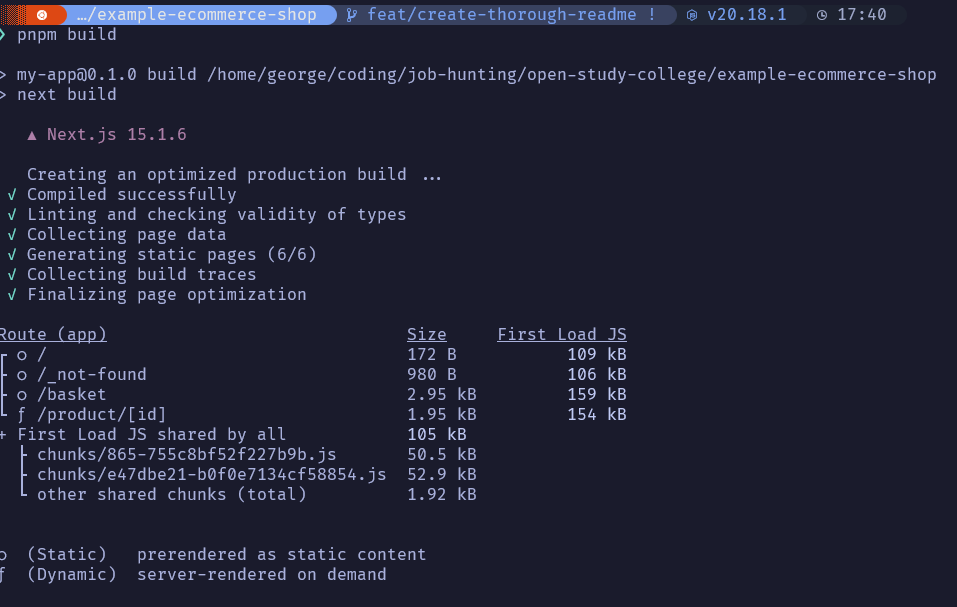 …/example-ecommerce-shop feat/create-thorough-readme ! v20.18.1 17:40
❯ pnpm build
> my-app@0.1.0 build /home/george/coding/job-hunting/open-study-college/example-ecommerce-shop
> next build
▲ Next.js 15.1.6
Creating an optimized production build ...
✓ Compiled successfully
✓ Linting and checking validity of types
✓ Collecting page data
✓ Generating static pages (6/6)
✓ Collecting build traces
✓ Finalizing page optimization
Route (app) Size First Load JS
┌ ○ / 172 B 109 kB
├ ○ /_not-found 980 B 106 kB
├ ○ /basket 2.95 kB 159 kB
└ ƒ /product/[id] 1.95 kB 154 kB
+ First Load JS shared by all 105 kB
├ chunks/865-755c8bf52f227b9b.js 50.5 kB
├ chunks/e47dbe21-b0f0e7134cf58854.js 52.9 kB
└ other shared chunks (total) 1.92 kB
○ (Static) prerendered as static content
ƒ (Dynamic) server-rendered on demand